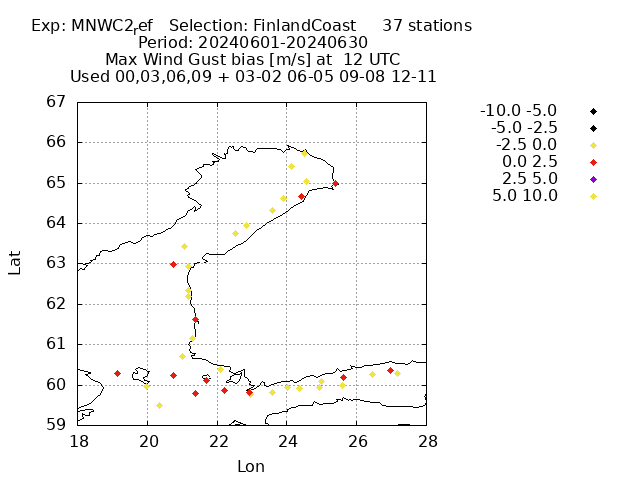 Exp: MNWC2ref Selection: FinlandCoast 37 stations
Period: 20240601-20240630
Max Wind Gust bias [m/s] at 12 UTC
Used 00,03,06,09 + 03-02 06-05 09-08 12-11
67
66
65
64
63
62
61
60
59
18 20 22 24 26 28
Lat
Lon
-10.0 -5.0
-5.0 -2.5
-2.5 0.0
0.0 2.5
2.5 5.0
5.0 10.0